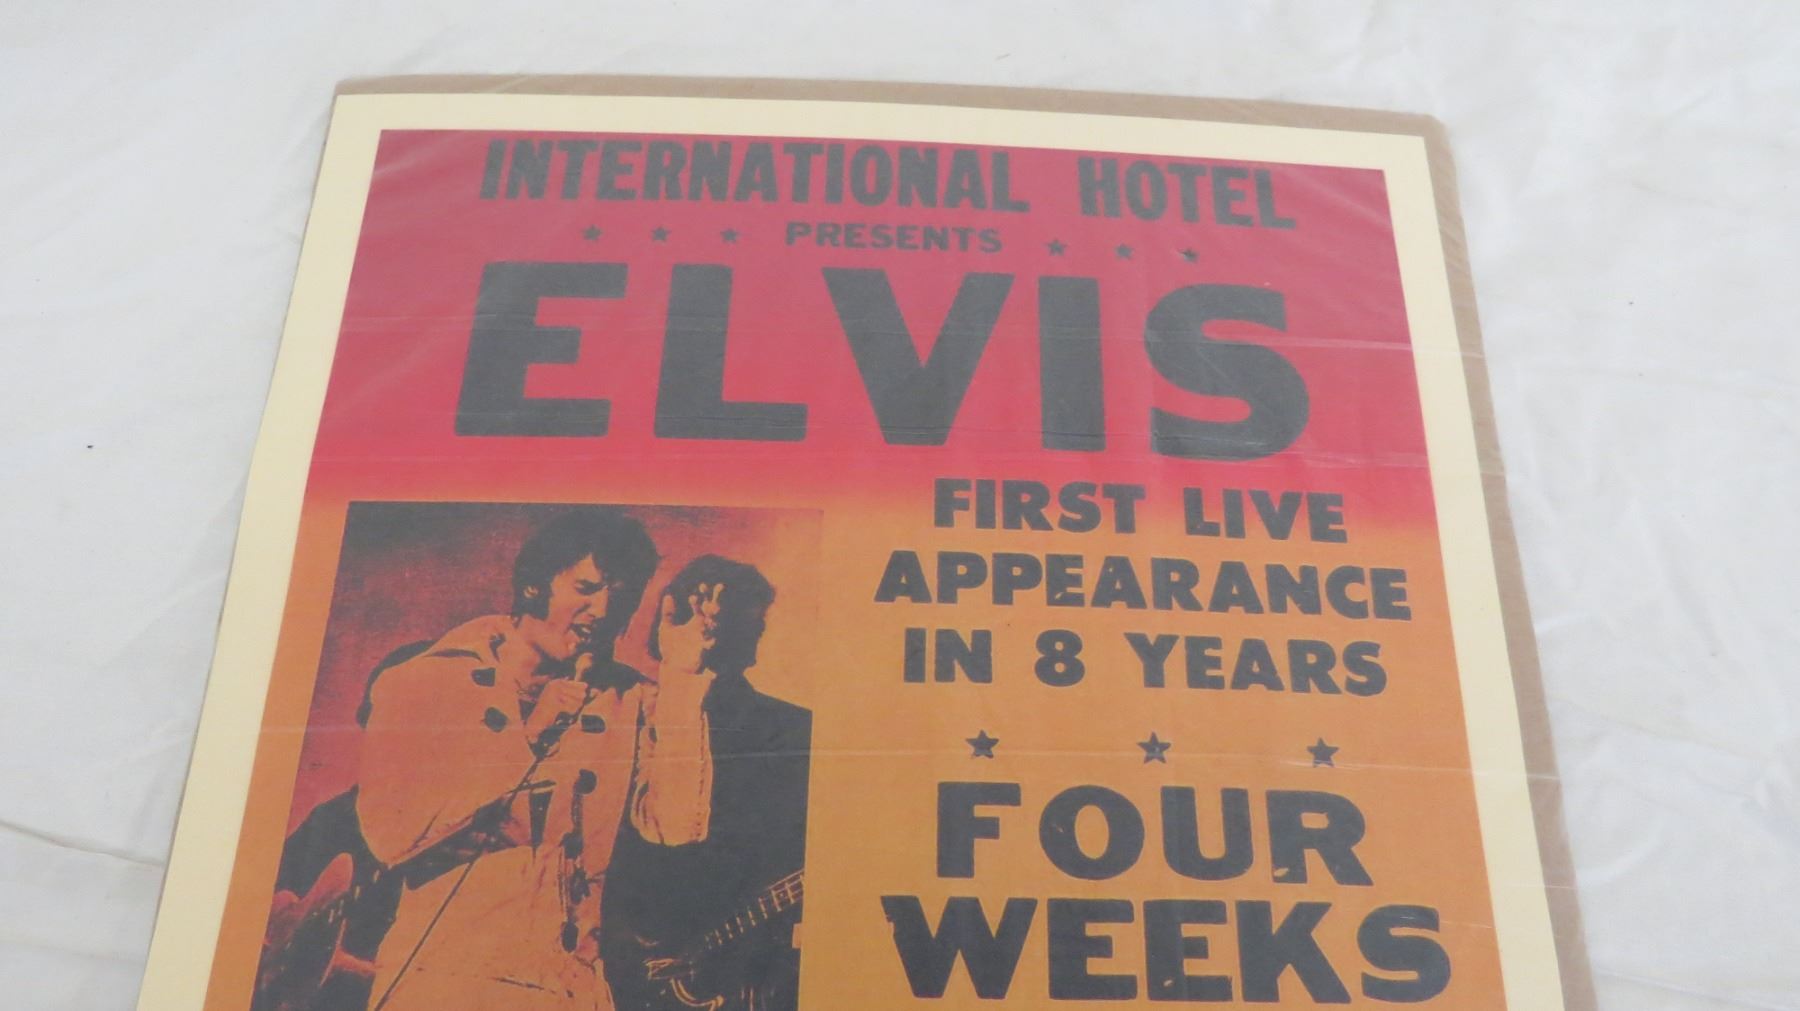 INTERNATIONAL HOTEL
PRESENTS
ELVIS
FIRST LIVE
APPEARANCE
IN 8 YEARS
FOUR
WEEKS